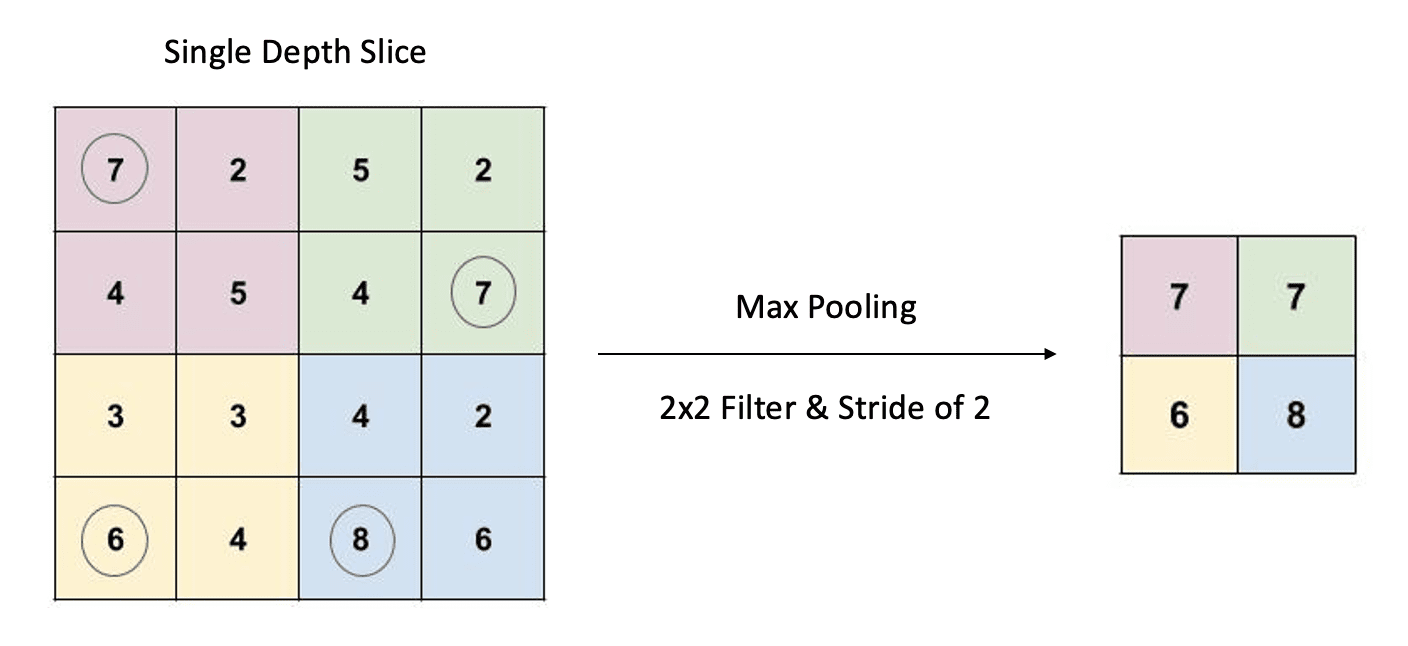 Single Depth Slice
7 2 5 2
4 5 4 7
3 3 4 2
6 4 8 6
Max Pooling
2x2 Filter & Stride of 2
7 7
6 8